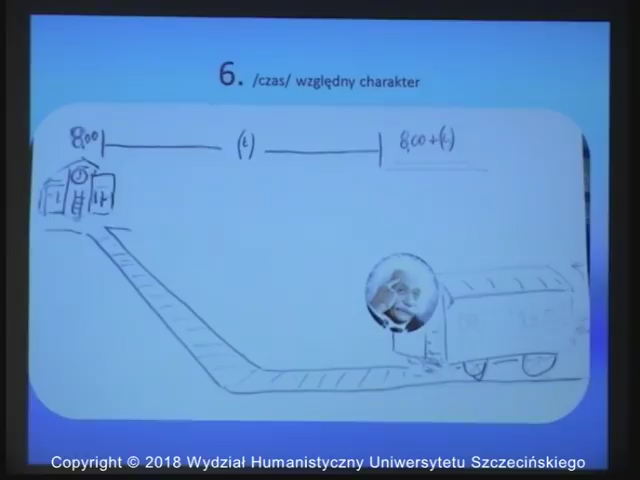 6. /czas/ względny charakter
8,00 (t) 8,00+(t)
Copyright © 2018 Wydział Humanistyczny Uniwersytetu Szczecińskiego